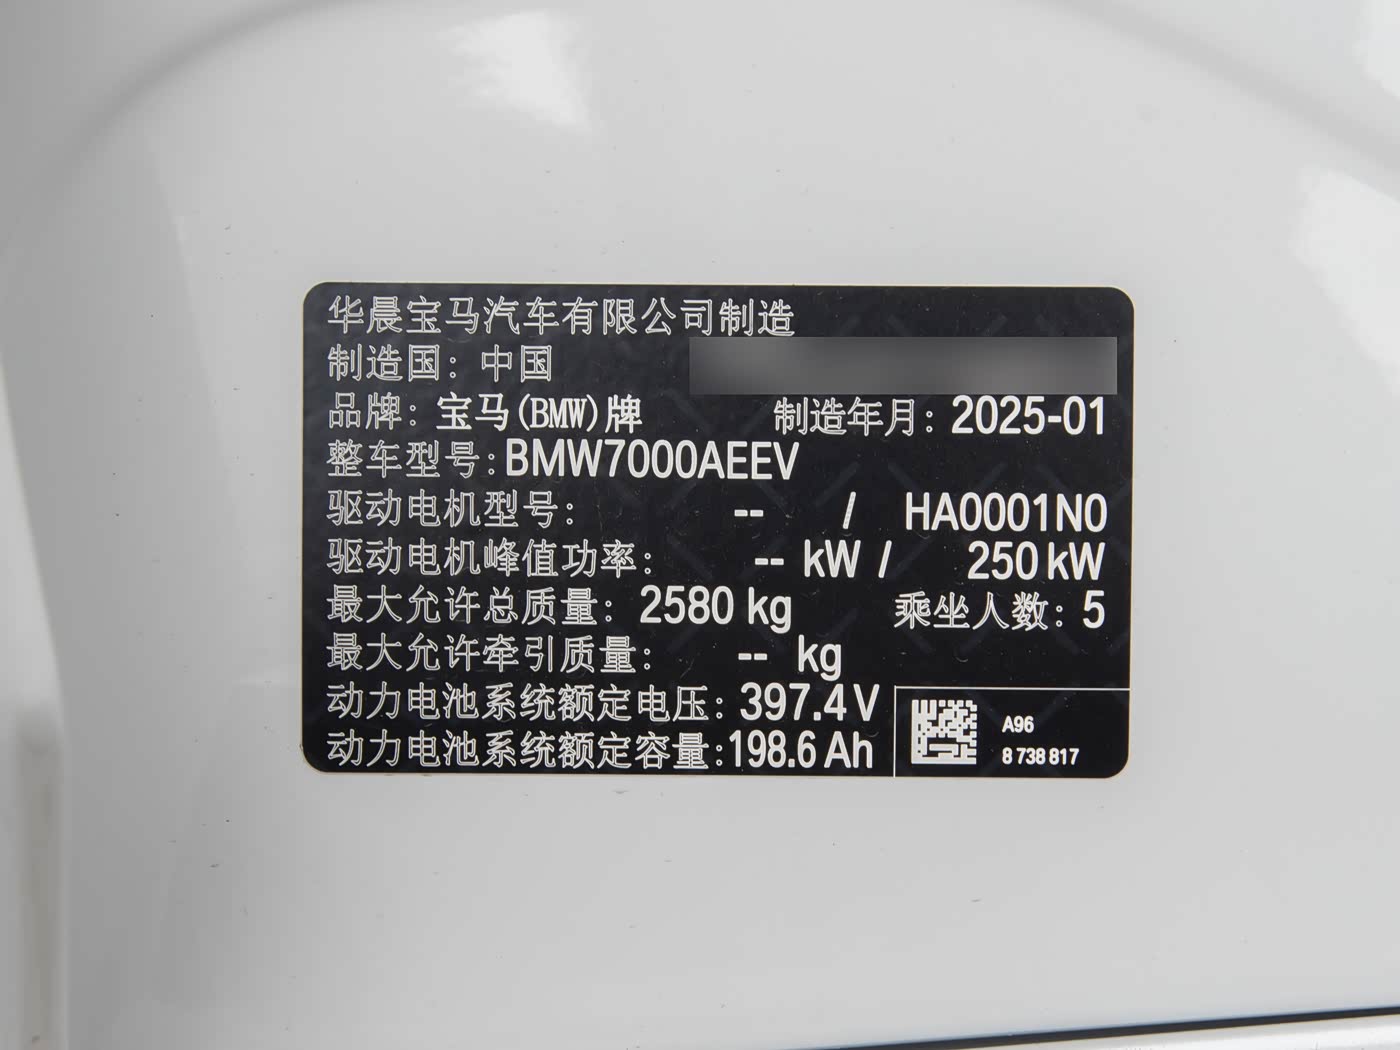 华晨宝马汽车有限公司制造
制造国：中国
品牌：宝马(BMW)牌 制造年月：2025-01
整车型号：BMW7000AEEV
驱动电机型号： -- / HA0001N0
驱动电机峰值功率： -- kW / 250 kW
最大允许总质量：2580 kg 乘坐人数：5
最大允许牵引质量： -- kg
动力电池系统额定电压：397.4 V
动力电池系统额定容量：198.6 Ah
A96
8 738 817